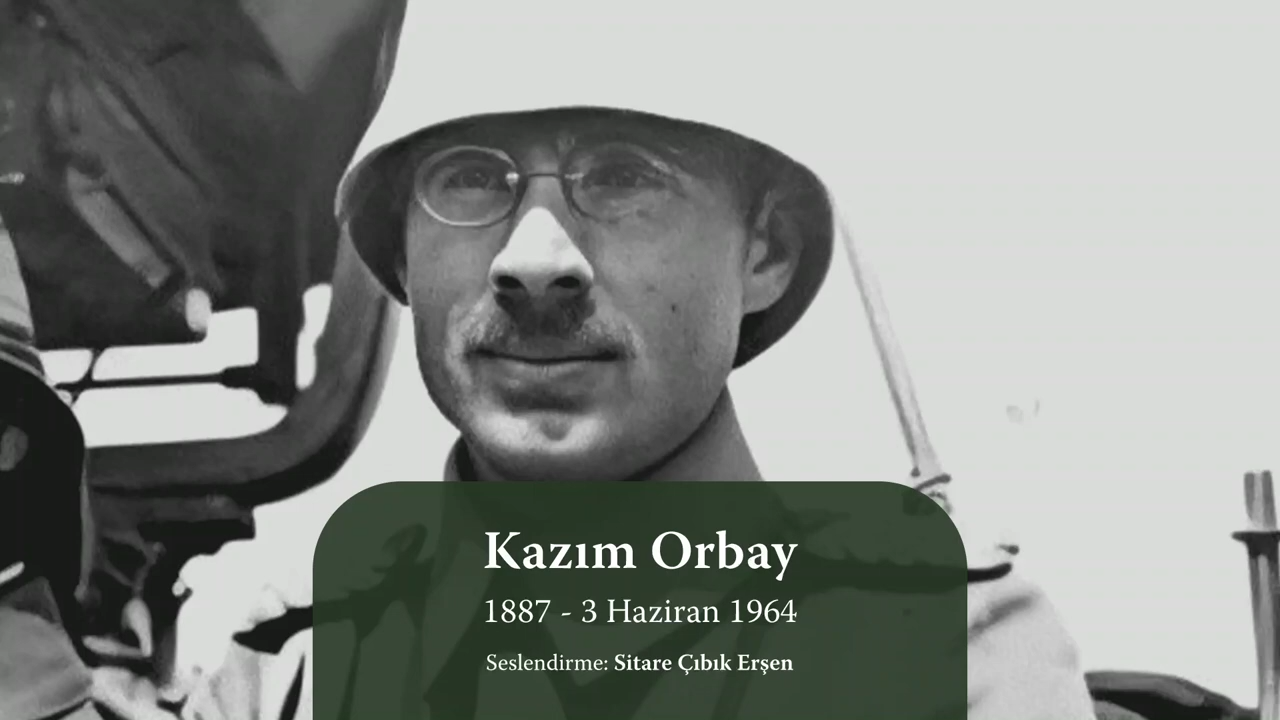 Kazım Orbay
1887 - 3 Haziran 1964
Seslendirme: Sitare Çıbık Erşen